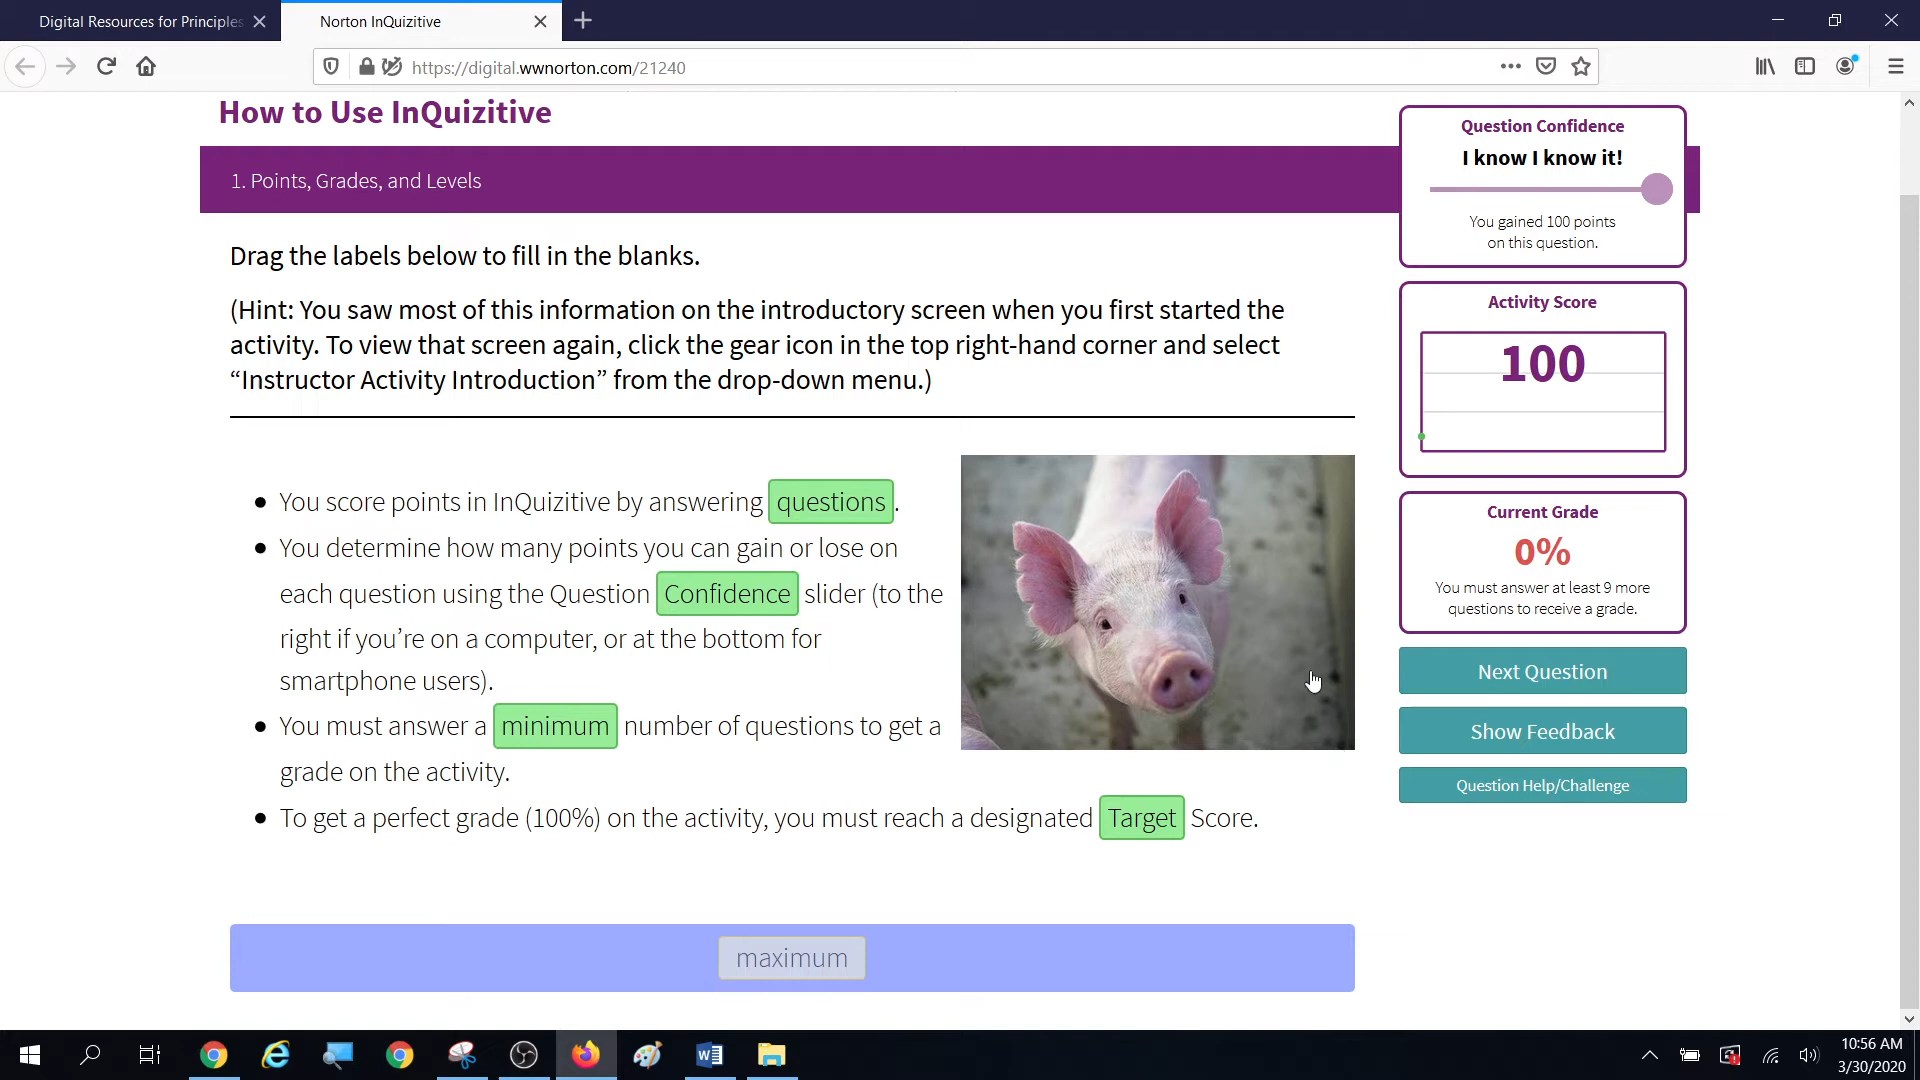 Digital Resources for Principles
Norton InQuizitive
https://digital.wwnorton.com/21240
How to Use InQuizitive
1. Points, Grades, and Levels
Drag the labels below to fill in the blanks.
(Hint: You saw most of this information on the introductory screen when you first started the
activity. To view that screen again, click the gear icon in the top right-hand corner and select
“Instructor Activity Introduction” from the drop-down menu.)
You score points in InQuizitive by answering questions.
You determine how many points you can gain or lose on
each question using the Question Confidence slider (to the
right if you’re on a computer, or at the bottom for
smartphone users).
You must answer a minimum number of questions to get a
grade on the activity.
To get a perfect grade (100%) on the activity, you must reach a designated Target Score.
maximum
Question Confidence
I know I know it!
You gained 100 points
on this question.
Activity Score
100
Current Grade
0%
You must answer at least 9 more
questions to receive a grade.
Next Question
Show Feedback
Question Help/Challenge
10:56 AM
3/30/2020